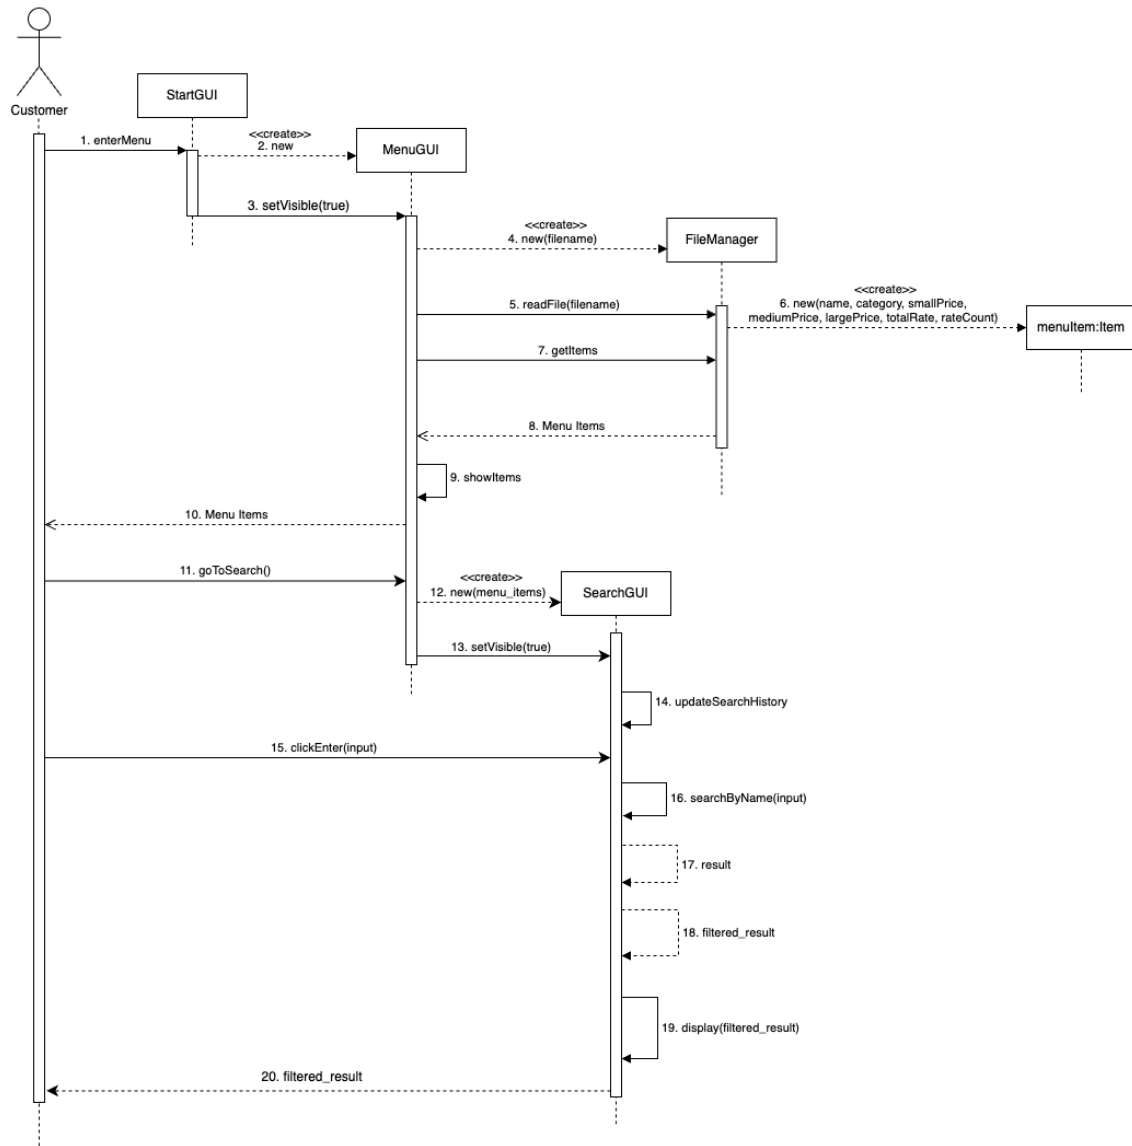 Customer
StartGUI
1. enterMenu
<<create>>
2. new
MenuGUI
3. setVisible(true)
<<create>>
4. new(filename)
FileManager
5. readFile(filename)
<<create>>
6. new(name, category, smallPrice,
mediumPrice, largePrice, totalRate, rateCount)
menuItem:Item
7. getItems
8. Menu Items
9. showItems
10. Menu Items
11. goToSearch()
<<create>>
12. new(menu_items)
SearchGUI
13. setVisible(true)
14. updateSearchHistory
15. clickEnter(input)
16. searchByName(input)
17. result
18. filtered_result
19. display(filtered_result)
20. filtered_result